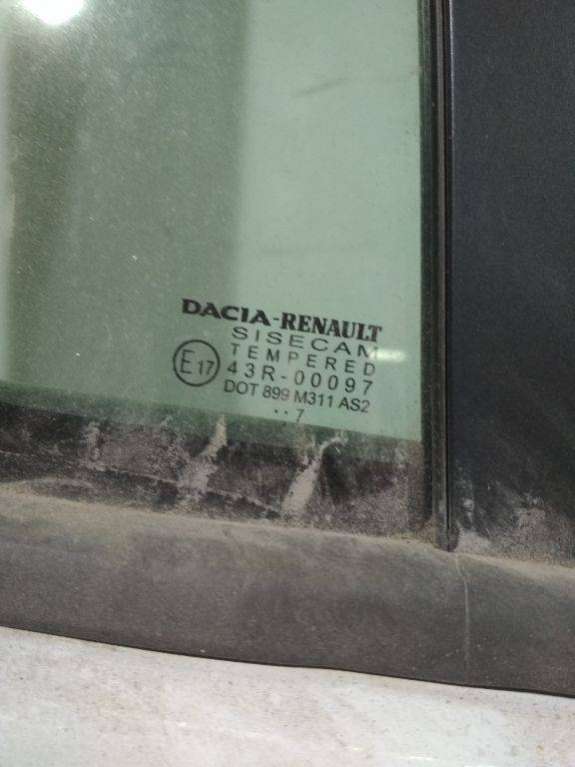 DACIA-RENAULT
SISECAM
TEMPERED
E17
43R-00097
DOT 899 M311 AS2
.. 7